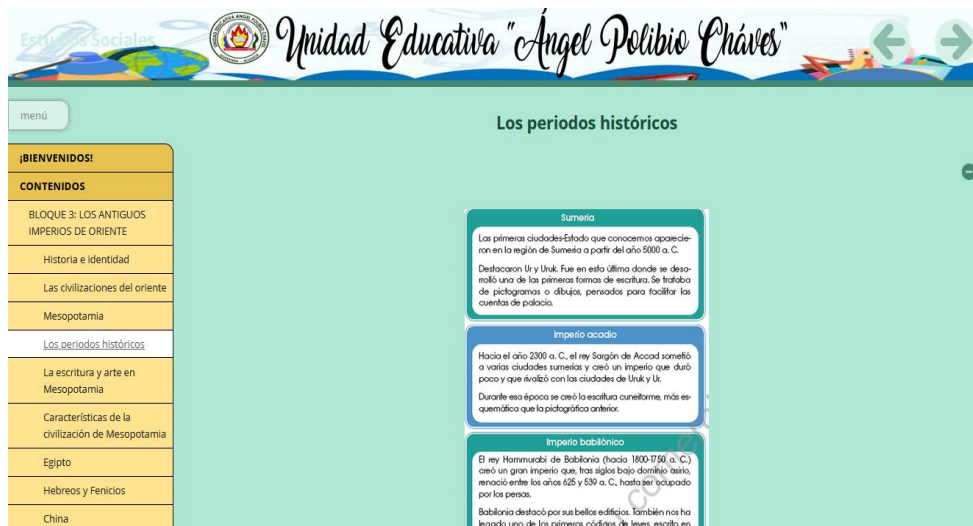 Estudios Sociales
Unidad Educativa "Ángel Polibio Cháves"
menú
¡BIENVENIDOS!
CONTENIDOS
BLOQUE 3: LOS ANTIGUOS
IMPERIOS DE ORIENTE
Historia e identidad
Las civilizaciones del oriente
Mesopotamia
Los periodos históricos
La escritura y arte en
Mesopotamia
Características de la
civilización de Mesopotamia
Egipto
Hebreos y Fenicios
China
Los periodos históricos
Sumeria
Las primeras ciudades-Estado que conocemos aparecie-
ron en la región de Sumeria a partir del año 5000 a. C.
Destacaron Ur y Uruk. Fue en esta última donde se desa-
rrolló una de las primeras formas de escritura. Se trataba
de pictogramas o dibujos, pensados para facilitar las
cuentas de palacio.
Imperio acadio
Hacia el año 2300 a. C., el rey Sargón de Accad sometió
a varias ciudades sumerias y creó un imperio que duró
poco y que rivalizó con las ciudades de Uruk y Ur.
Durante esa época se creó la escritura cuneiforme, más es-
quemática que la pictográfica anterior.
Imperio babilónico
El rey Hammurabi de Babilonia (hacia 1800-1750 a. C.)
creó un gran imperio que, tras siglos bajo dominio asirio,
renació entre los años 625 y 539 a. C., hasta ser ocupado
por los persas.
Babilonia destacó por sus bellos edificios. También nos ha
legado uno de los primeros códigos de leyes, escrito en